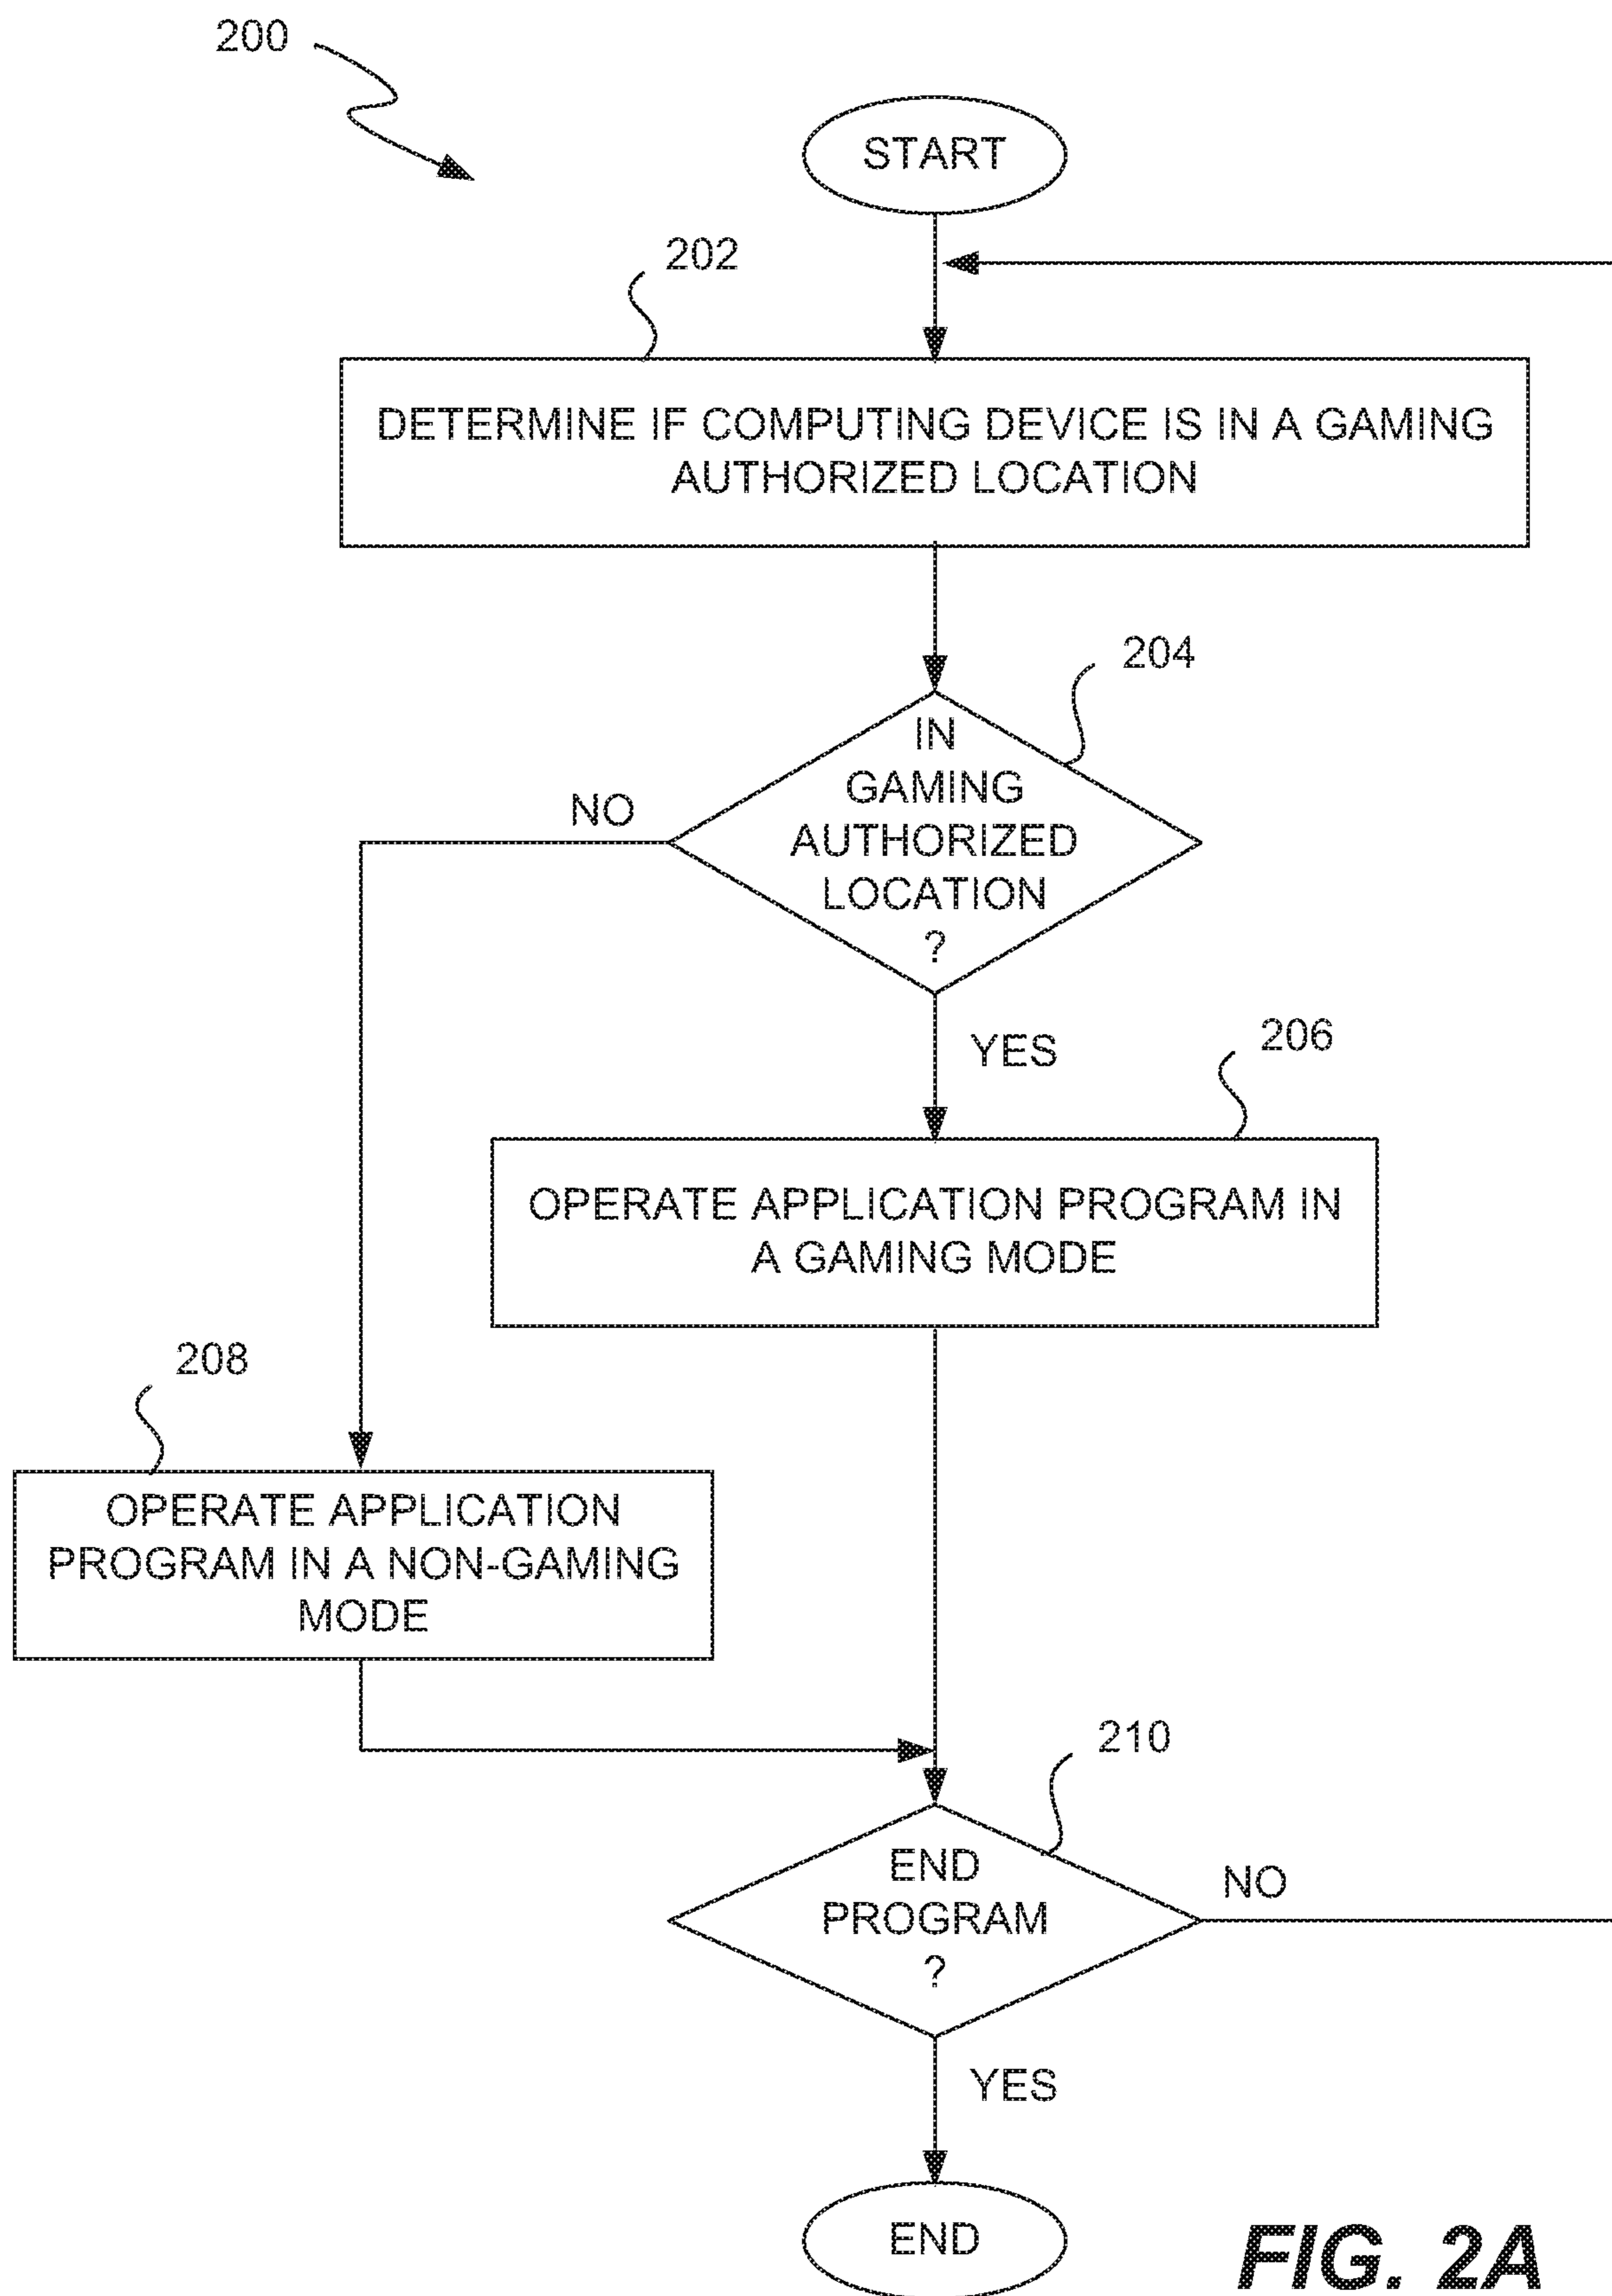 200
START
202
DETERMINE IF COMPUTING DEVICE IS IN A GAMING
AUTHORIZED LOCATION
204
IN
GAMING
AUTHORIZED
LOCATION
?
NO
YES
206
OPERATE APPLICATION PROGRAM IN
A GAMING MODE
208
OPERATE APPLICATION
PROGRAM IN A NON-GAMING
MODE
210
END
PROGRAM
?
NO
YES
END
FIG. 2A